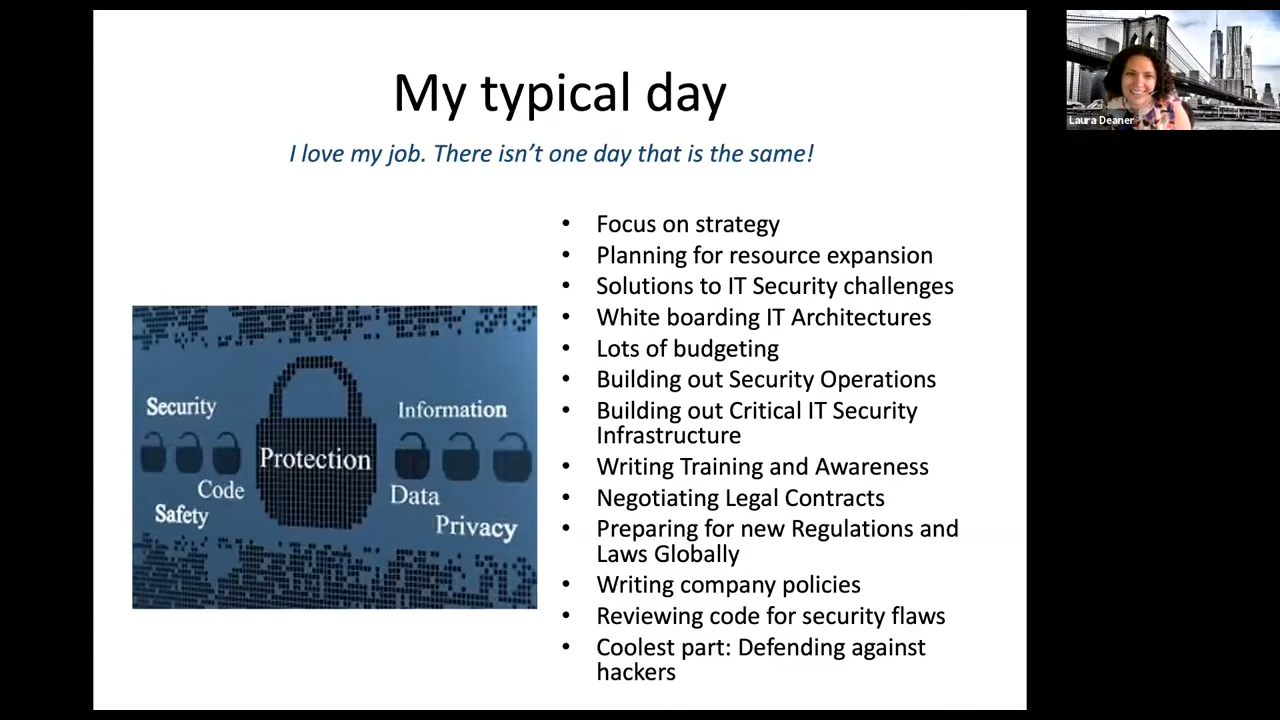 My typical day
I love my job. There isn't one day that is the same!
• Focus on strategy
• Planning for resource expansion
• Solutions to IT Security challenges
• White boarding IT Architectures
• Lots of budgeting
• Building out Security Operations
• Building out Critical IT Security
Infrastructure
• Writing Training and Awareness
• Negotiating Legal Contracts
• Preparing for new Regulations and
Laws Globally
• Writing company policies
• Reviewing code for security flaws
• Coolest part: Defending against
hackers
Security
Information
Protection
Code
Data
Safety
Privacy
Laura Deaner